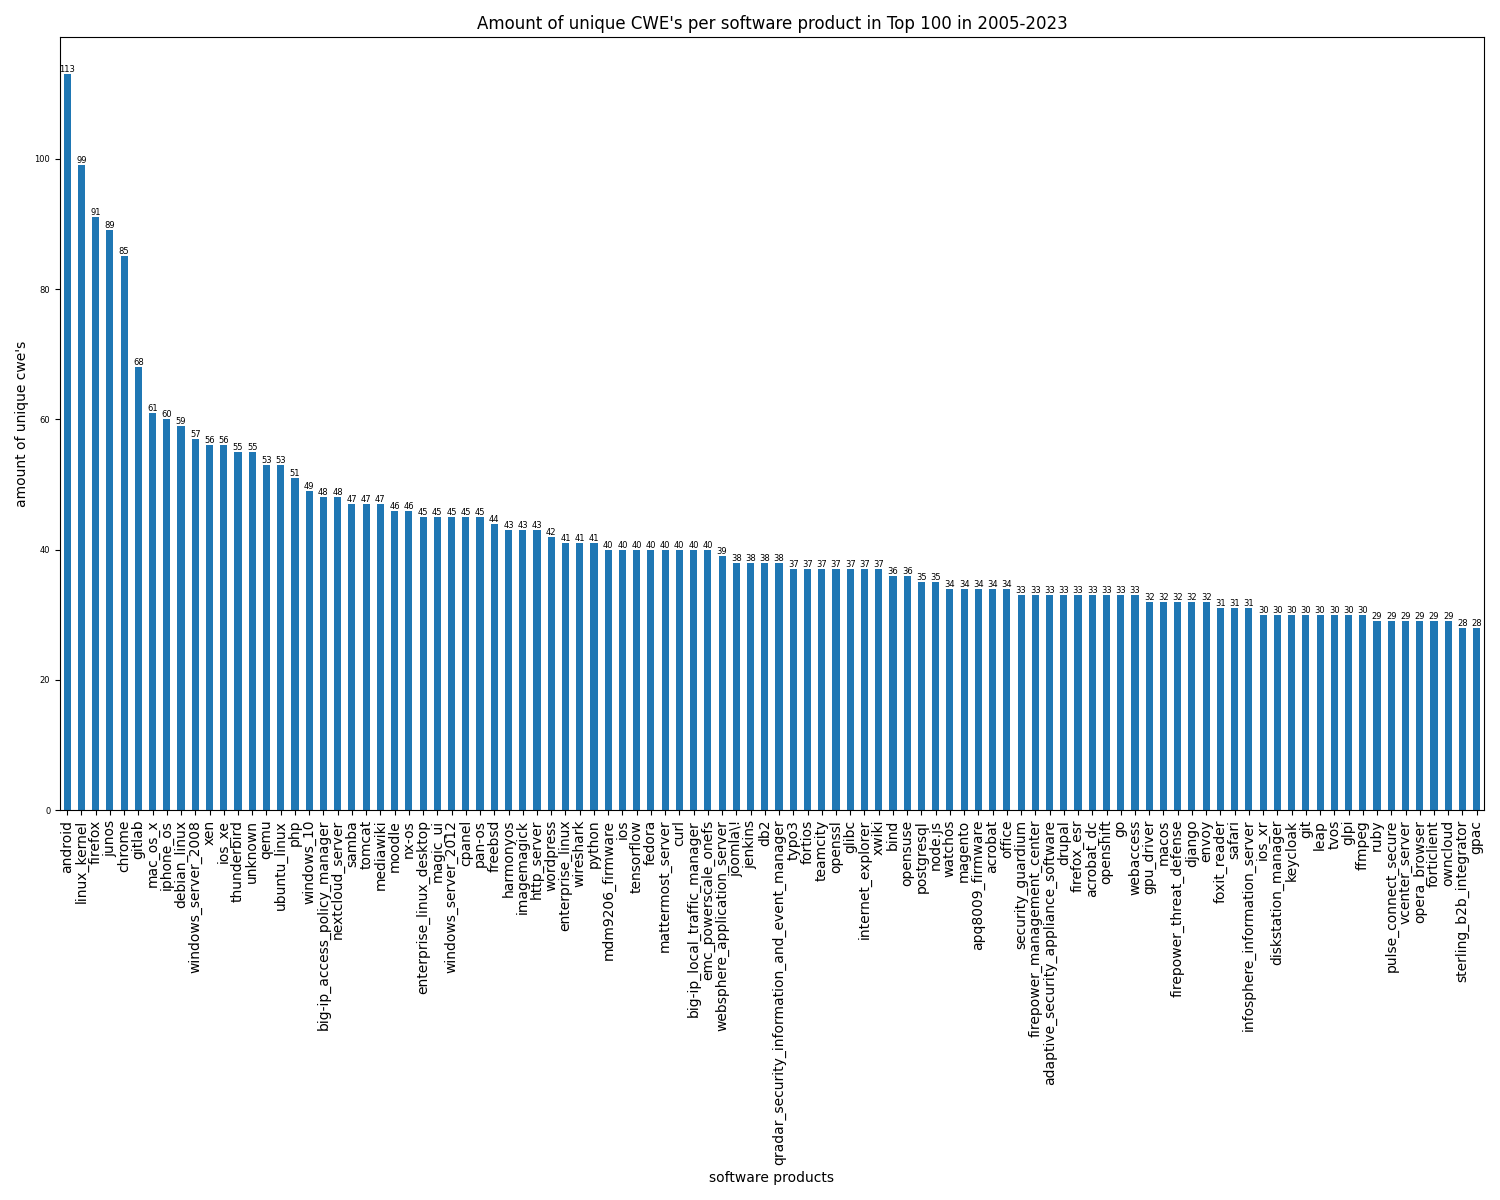 Amount of unique CWE's per software product in Top 100 in 2005-2023
amount of unique cwe's
100
80
60
40
20
0
113
99
91
89
85
68
61
60
59
57
56
56
55
55
53
53
51
49
48
48
47
47
47
46
46
45
45
45
45
45
44
43
43
43
42
41
41
41
40
40
40
40
40
40
40
40
39
38
38
38
38
37
37
37
37
37
37
37
36
36
35
35
34
34
34
34
34
33
33
33
33
33
33
33
33
33
32
32
32
32
32
31
31
31
30
30
30
30
30
30
30
30
29
29
29
29
29
29
28
28
android
linux_kernel
firefox
junos
chrome
gitlab
mac_os_x
iphone_os
debian_linux
windows_server_2008
xen
ios_xe
thunderbird
unknown
qemu
ubuntu_linux
php
windows_10
big-ip_access_policy_manager
nextcloud_server
samba
tomcat
mediawiki
moodle
nx-os
enterprise_linux_desktop
magic_ui
windows_server_2012
cpanel
pan-os
freebsd
harmonyos
imagemagick
http_server
wordpress
enterprise_linux
wireshark
python
mdm9206_firmware
ios
tensorflow
fedora
mattermost_server
curl
big-ip_local_traffic_manager
emc_powerscale_onefs
websphere_application_server
joomla\!
jenkins
db2
qradar_security_information_and_event_manager
typo3
fortios
teamcity
openssl
glibc
internet_explorer
xwiki
bind
opensuse
postgresql
node.js
watchos
magento
apq8009_firmware
acrobat
office
security_guardium
firepower_management_center
adaptive_security_appliance_software
drupal
firefox_esr
acrobat_dc
openshift
go
webaccess
gpu_driver
macos
firepower_threat_defense
django
envoy
foxit_reader
safari
infosphere_information_server
ios_xr
diskstation_manager
keycloak
git
leap
tvos
glpi
ffmpeg
ruby
pulse_connect_secure
vcenter_server
opera_browser
forticlient
owncloud
sterling_b2b_integrator
gpac
software products